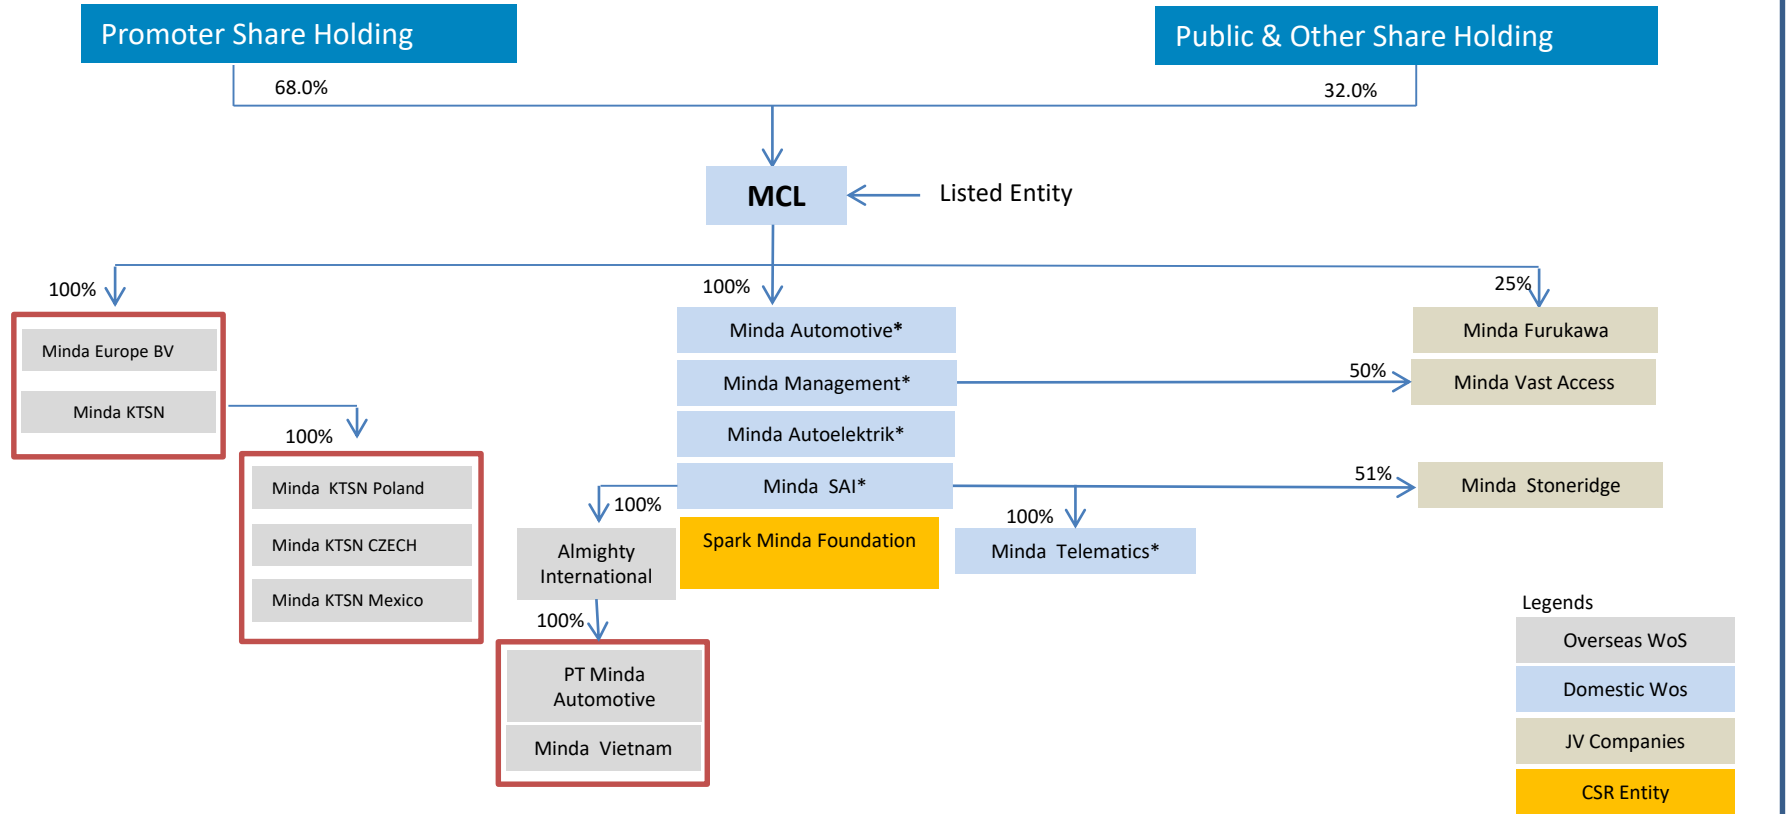 Promoter Share Holding
Public & Other Share Holding
68.0%
32.0%
MCL
Listed Entity
100%
100%
25%
Minda Europe BV
Minda KTSN
Minda Automotive*
Minda Furukawa
Minda Management*
50%
Minda Vast Access
Minda Autoelektrik*
100%
Minda KTSN Poland
Minda KTSN CZECH
Minda KTSN Mexico
Minda SAI*
51%
Minda Stoneridge
100%
100%
Almighty
International
Spark Minda Foundation
Minda Telematics*
100%
PT Minda
Automotive
Minda Vietnam
Legends
Overseas WoS
Domestic Wos
JV Companies
CSR Entity